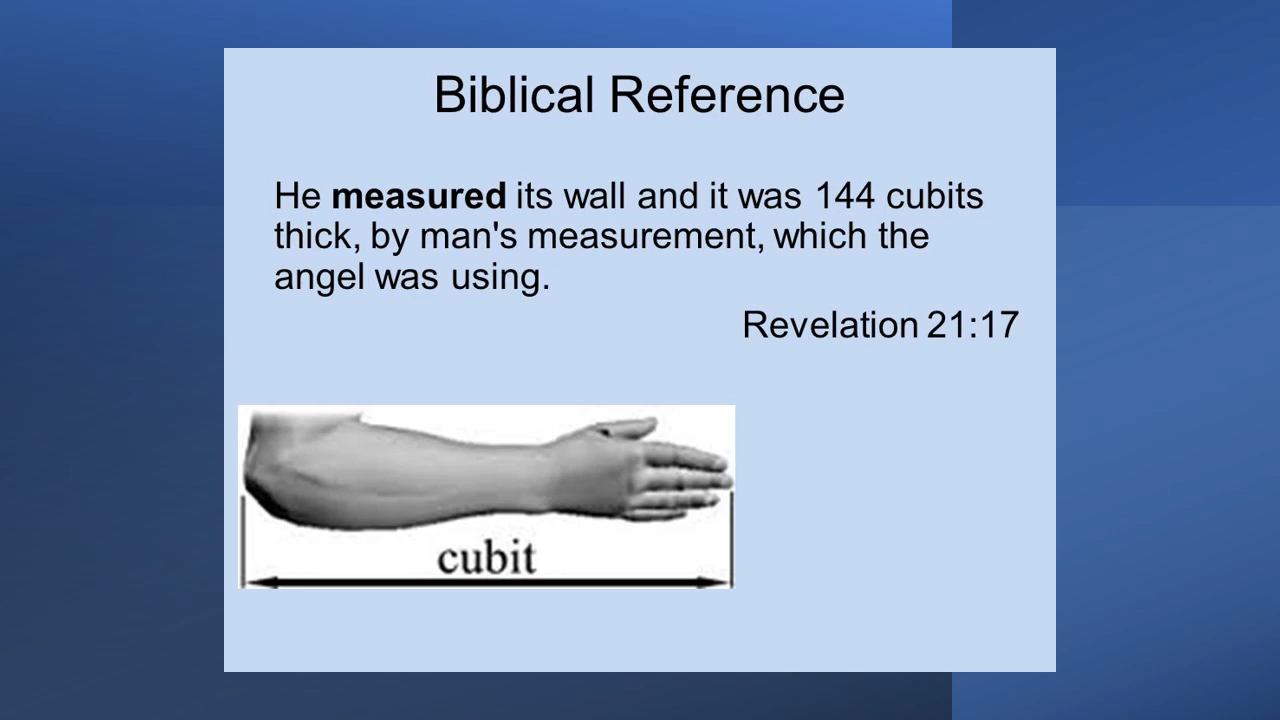 Biblical Reference
He measured its wall and it was 144 cubits
thick, by man's measurement, which the
angel was using.
Revelation 21:17
cubit